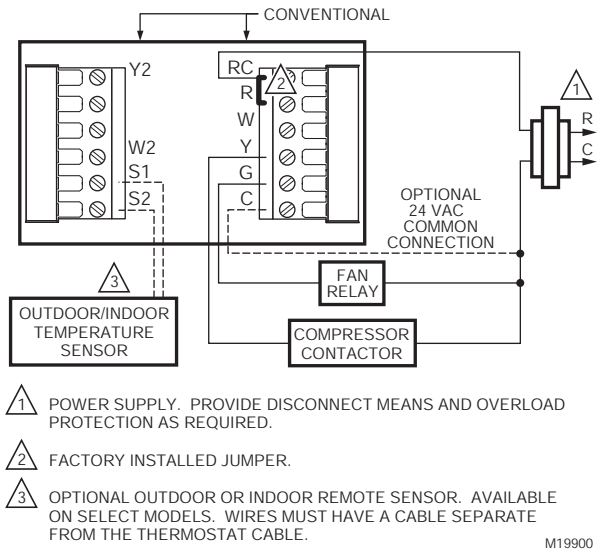 CONVENTIONAL
Y2
W2
S1
S2
RC
R
W
Y
G
C
2
1
R
C
OPTIONAL
24 VAC
COMMON
CONNECTION
3
FAN
RELAY
OUTDOOR/INDOOR
TEMPERATURE
SENSOR
COMPRESSOR
CONTACTOR
1 POWER SUPPLY. PROVIDE DISCONNECT MEANS AND OVERLOAD
PROTECTION AS REQUIRED.
2 FACTORY INSTALLED JUMPER.
3 OPTIONAL OUTDOOR OR INDOOR REMOTE SENSOR. AVAILABLE
ON SELECT MODELS. WIRES MUST HAVE A CABLE SEPARATE
FROM THE THERMOSTAT CABLE.
M19900